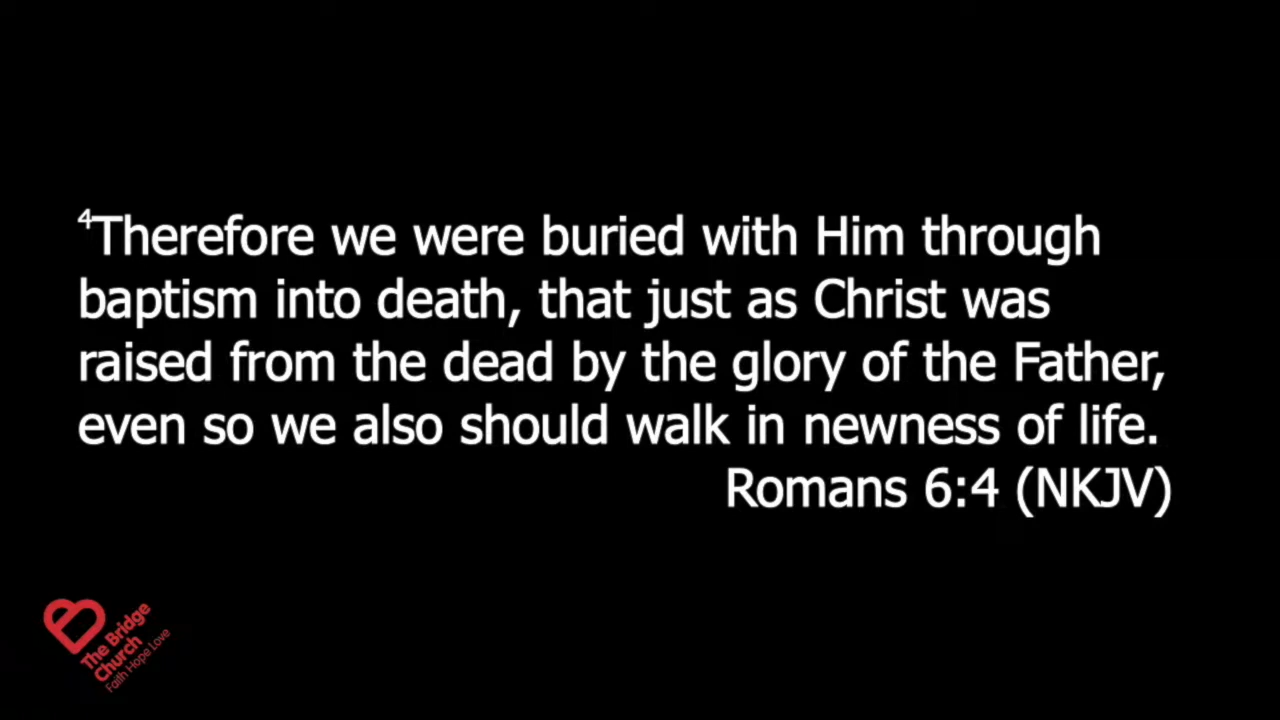 ⁴Therefore we were buried with Him through
baptism into death, that just as Christ was
raised from the dead by the glory of the Father,
even so we also should walk in newness of life.
Romans 6:4 (NKJV)
The Bridge
Church
Faith Hope Love